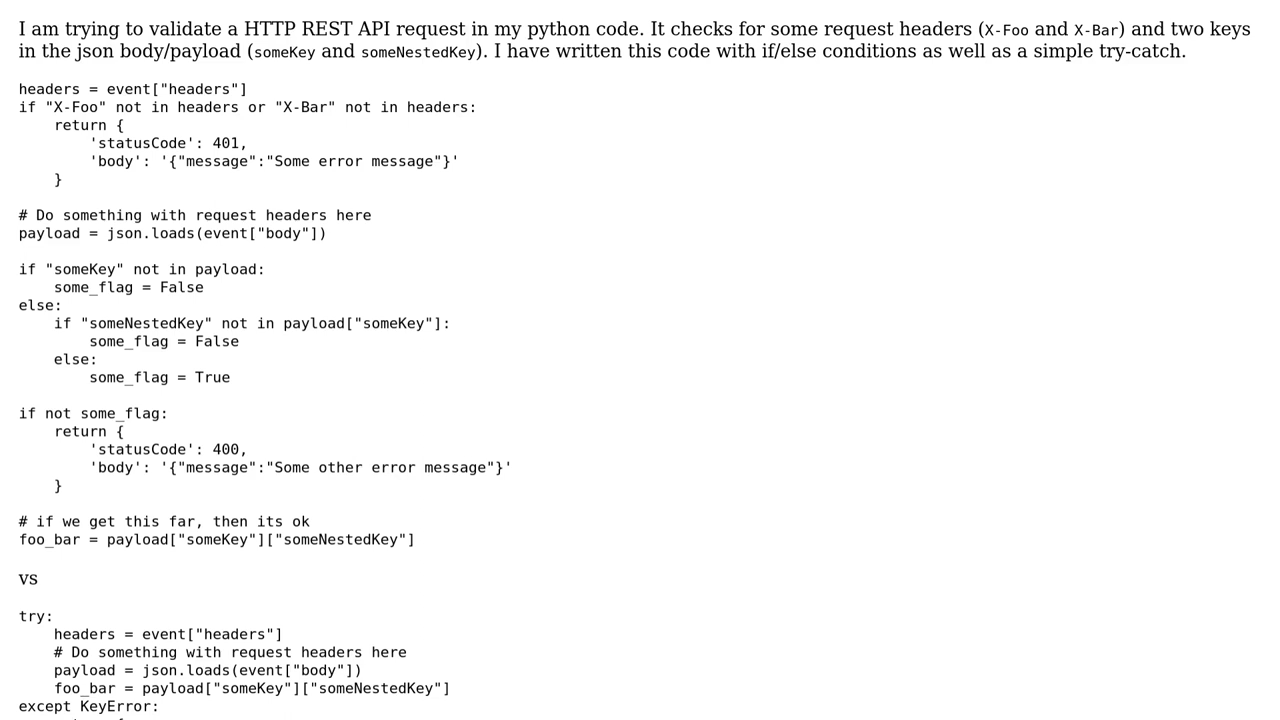 I am trying to validate a HTTP REST API request in my python code. It checks for some request headers (X-Foo and X-Bar) and two keys
in the json body/payload (someKey and someNestedKey). I have written this code with if/else conditions as well as a simple try-catch.
headers = event["headers"]
if "X-Foo" not in headers or "X-Bar" not in headers:
    return {
        'statusCode': 401,
        'body': '{"message":"Some error message"}'
    }
# Do something with request headers here
payload = json.loads(event["body"])
if "someKey" not in payload:
    some_flag = False
else:
    if "someNestedKey" not in payload["someKey"]:
        some_flag = False
    else:
        some_flag = True
if not some_flag:
    return {
        'statusCode': 400,
        'body': '{"message":"Some other error message"}'
    }
# if we get this far, then its ok
foo_bar = payload["someKey"]["someNestedKey"]
vs
try:
    headers = event["headers"]
    # Do something with request headers here
    payload = json.loads(event["body"])
    foo_bar = payload["someKey"]["someNestedKey"]
except KeyError: